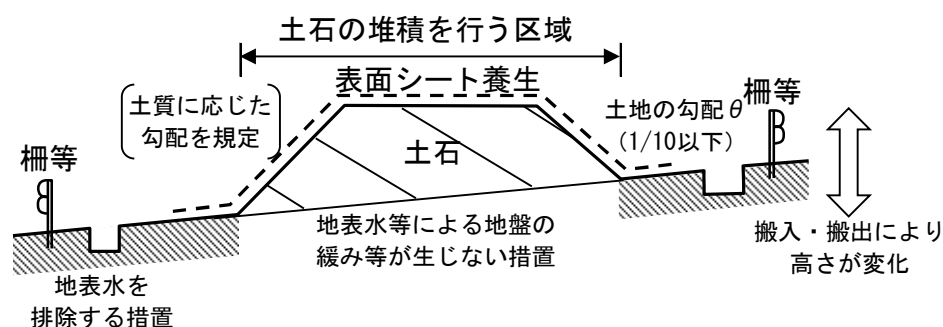 土石の堆積を行う区域
表面シート養生
土質に応じた
勾配を規定
土地の勾配θ
(1/10以下)
柵等
柵等
土石
地表水等による地盤の
緩み等が生じない措置
搬入・搬出により
高さが変化
地表水を
排除する措置